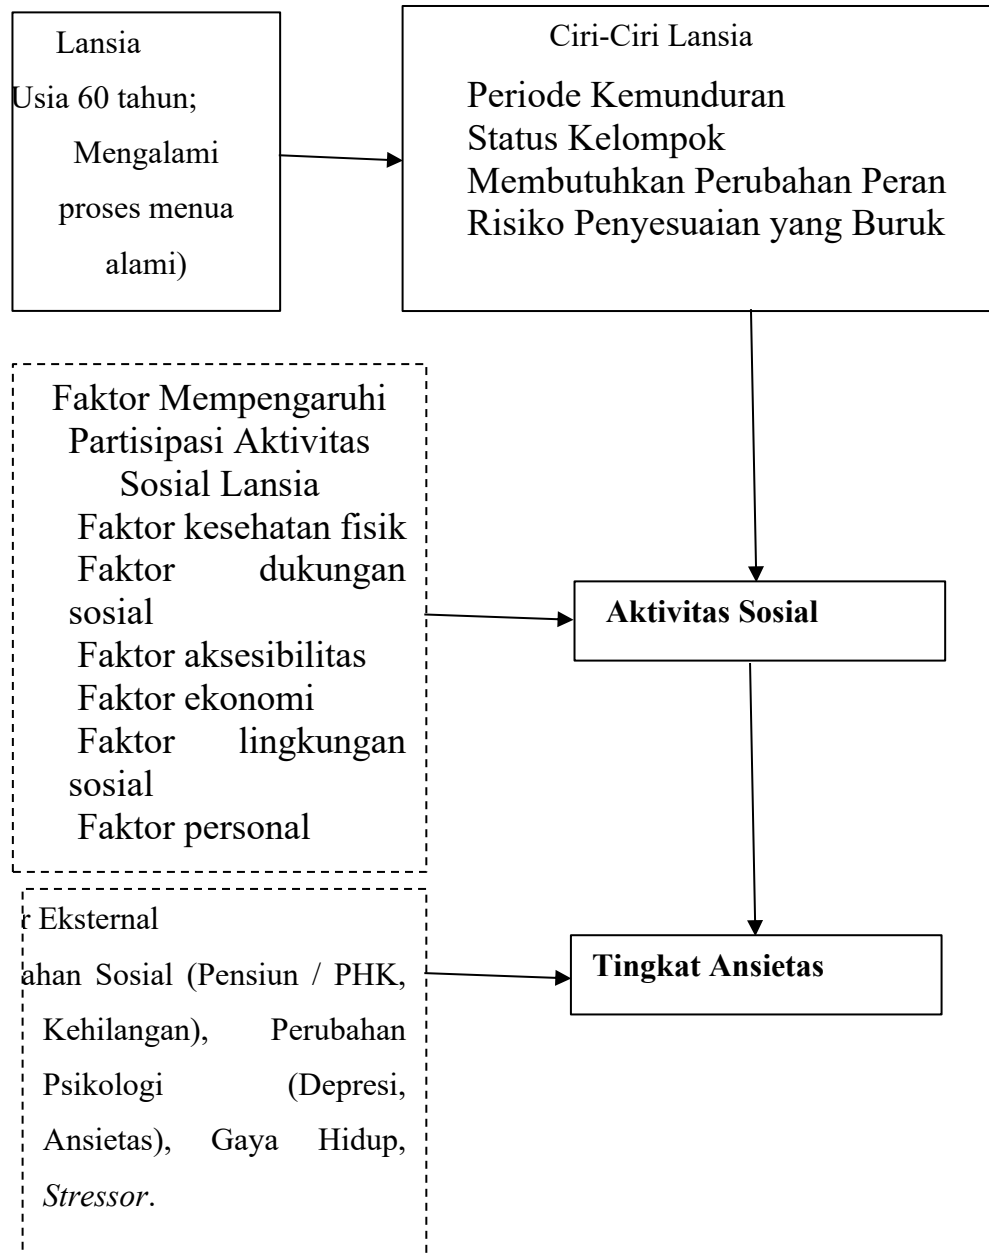 Lansia
Usia 60 tahun;
Mengalami
proses menua
alami)
Ciri-Ciri Lansia
Periode Kemunduran
Status Kelompok
Membutuhkan Perubahan Peran
Risiko Penyesuaian yang Buruk
Faktor Mempengaruhi
Partisipasi Aktivitas
Sosial Lansia
Faktor kesehatan fisik
Faktor dukungan
sosial
Faktor aksesibilitas
Faktor ekonomi
Faktor lingkungan
sosial
Faktor personal
Aktivitas Sosial
r Eksternal
ahan Sosial (Pensiun / PHK,
Kehilangan), Perubahan
Psikologi (Depresi,
Ansietas), Gaya Hidup,
Stressor.
Tingkat Ansietas